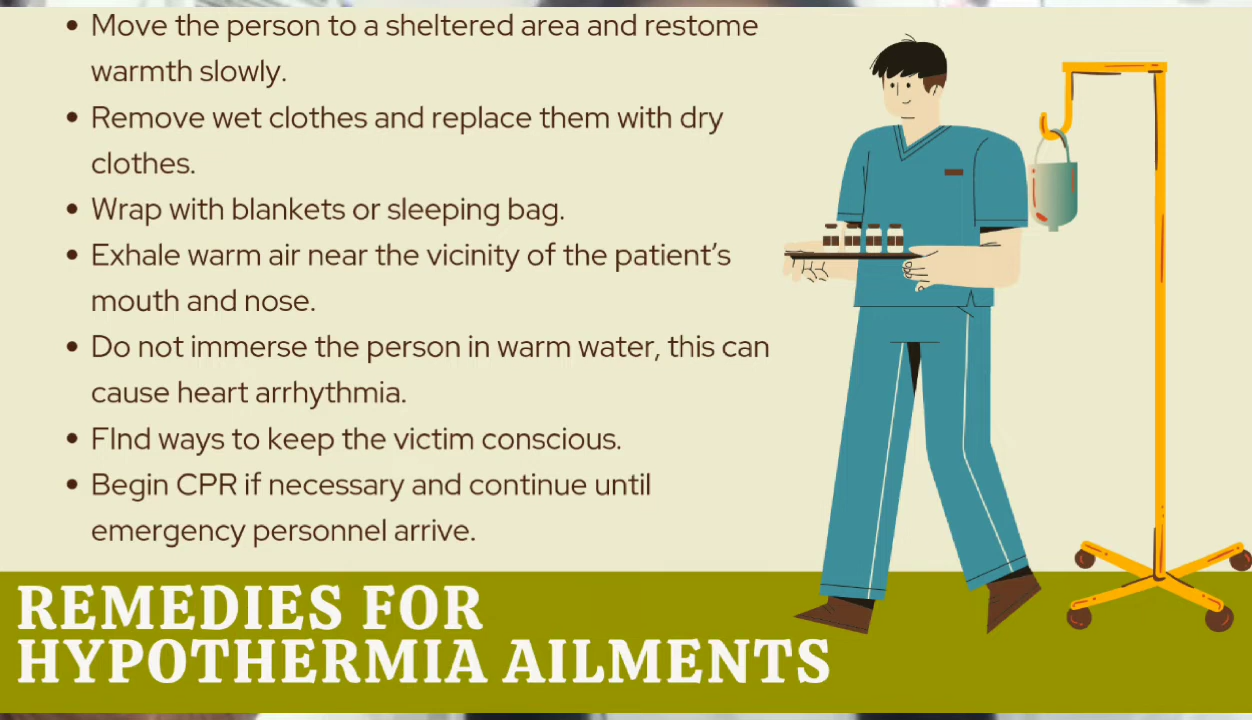 • Move the person to a sheltered area and restome
warmth slowly.
• Remove wet clothes and replace them with dry
clothes.
• Wrap with blankets or sleeping bag.
• Exhale warm air near the vicinity of the patient’s
mouth and nose.
• Do not immerse the person in warm water, this can
cause heart arrhythmia.
• FInd ways to keep the victim conscious.
• Begin CPR if necessary and continue until
emergency personnel arrive.
REMEDIES FOR
HYPOTHERMIA AILMENTS